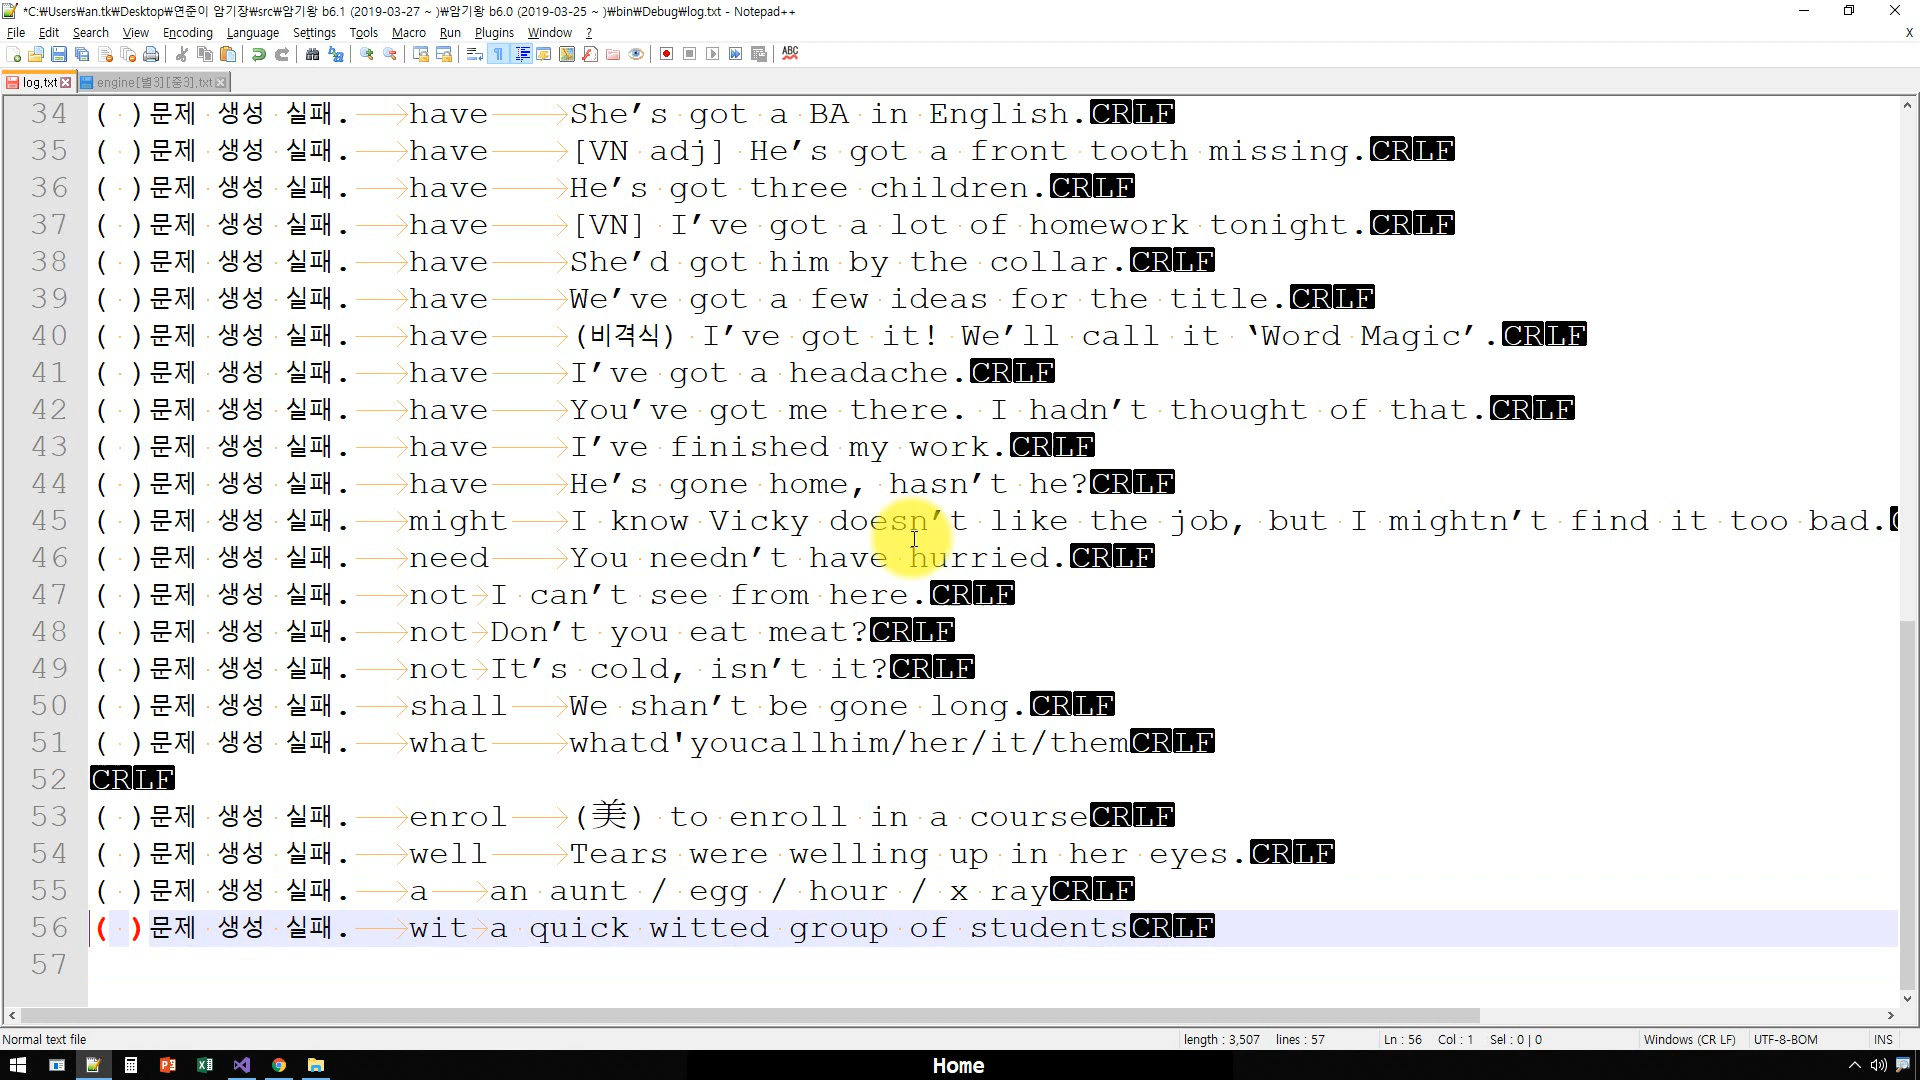 *C:₩Users₩an.tk₩Desktop₩연준이 암기장₩src₩암기왕 b6.1 (2019-03-27 ~ )₩암기왕 b6.0 (2019-03-25 ~ )₩bin₩Debug₩log.txt - Notepad++
File Edit Search View Encoding Language Settings Tools Macro Run Plugins Window ? X
ABC
log.txt engine[별3][중3].txt
34 ( )문제 생성 실패. have She’s got a BA in English.CRLF
35 ( )문제 생성 실패. have [VN adj] He’s got a front tooth missing.CRLF
36 ( )문제 생성 실패. have He’s got three children.CRLF
37 ( )문제 생성 실패. have [VN] I’ve got a lot of homework tonight.CRLF
38 ( )문제 생성 실패. have She’d got him by the collar.CRLF
39 ( )문제 생성 실패. have We’ve got a few ideas for the title.CRLF
40 ( )문제 생성 실패. have (비격식) I’ve got it! We’ll call it ‘Word Magic’.CRLF
41 ( )문제 생성 실패. have I’ve got a headache.CRLF
42 ( )문제 생성 실패. have You’ve got me there. I hadn’t thought of that.CRLF
43 ( )문제 생성 실패. have I’ve finished my work.CRLF
44 ( )문제 생성 실패. have He’s gone home, hasn’t he?CRLF
45 ( )문제 생성 실패. might I know Vicky doesn’t like the job, but I mightn’t find it too bad.
46 ( )문제 생성 실패. need You needn’t have hurried.CRLF
47 ( )문제 생성 실패. not I can’t see from here.CRLF
48 ( )문제 생성 실패. not Don’t you eat meat?CRLF
49 ( )문제 생성 실패. not It’s cold, isn’t it?CRLF
50 ( )문제 생성 실패. shall We shan’t be gone long.CRLF
51 ( )문제 생성 실패. what whatd'youcallhim/her/it/themCRLF
52 CRLF
53 ( )문제 생성 실패. enrol (美) to enroll in a courseCRLF
54 ( )문제 생성 실패. well Tears were welling up in her eyes.CRLF
55 ( )문제 생성 실패. a an aunt / egg / hour / x rayCRLF
56 ( )문제 생성 실패. wit a quick witted group of studentsCRLF
57
Normal text file length : 3,507 lines : 57 Ln : 56 Col : 1 Sel : 0 | 0 Windows (CR LF) UTF-8-BOM INS
Home